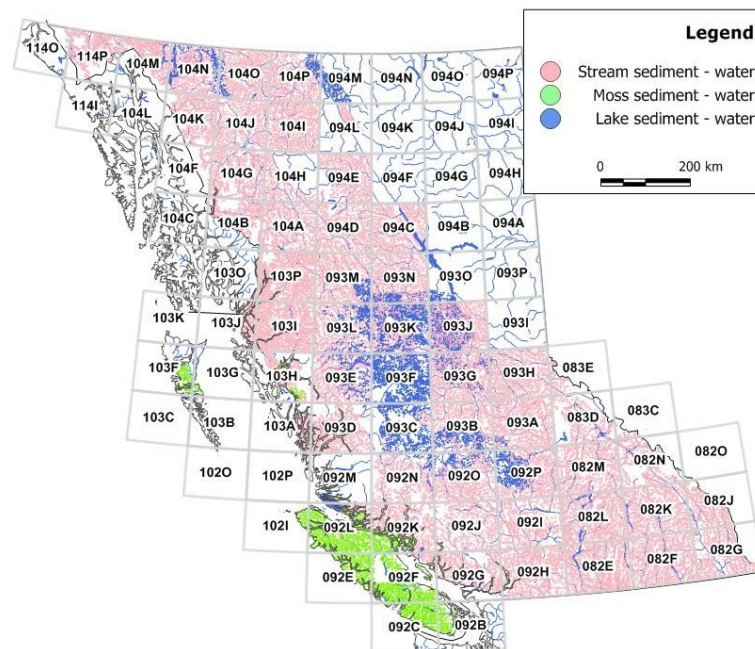 Legend
Stream sediment - water
Moss sediment - water
Lake sediment - water
0 200 km
114O 114P 104M 104N 104O 104P 094M 094N 094O 094P
114I 104L 104K 104J 104I 094L 094K 094J 094I
104F 104G 104H 094E 094F 094G 094H
104C 104B 104A 094D 094C 094B 094A
103O 103P 093M 093N 093O 093P
103K 103J 103I 093L 093K 093J 093I
103F 103G 103H 093E 093F 093G 093H 083E
103C 103B 103A 093D 093C 093B 093A 083D 083C
102O 102P 092M 092N 092O 092P 082M 082N 082O
102I 092L 092K 092J 092I 082L 082K 082J
092E 092F 092G 092H 082E 082F 082G
092C 092B